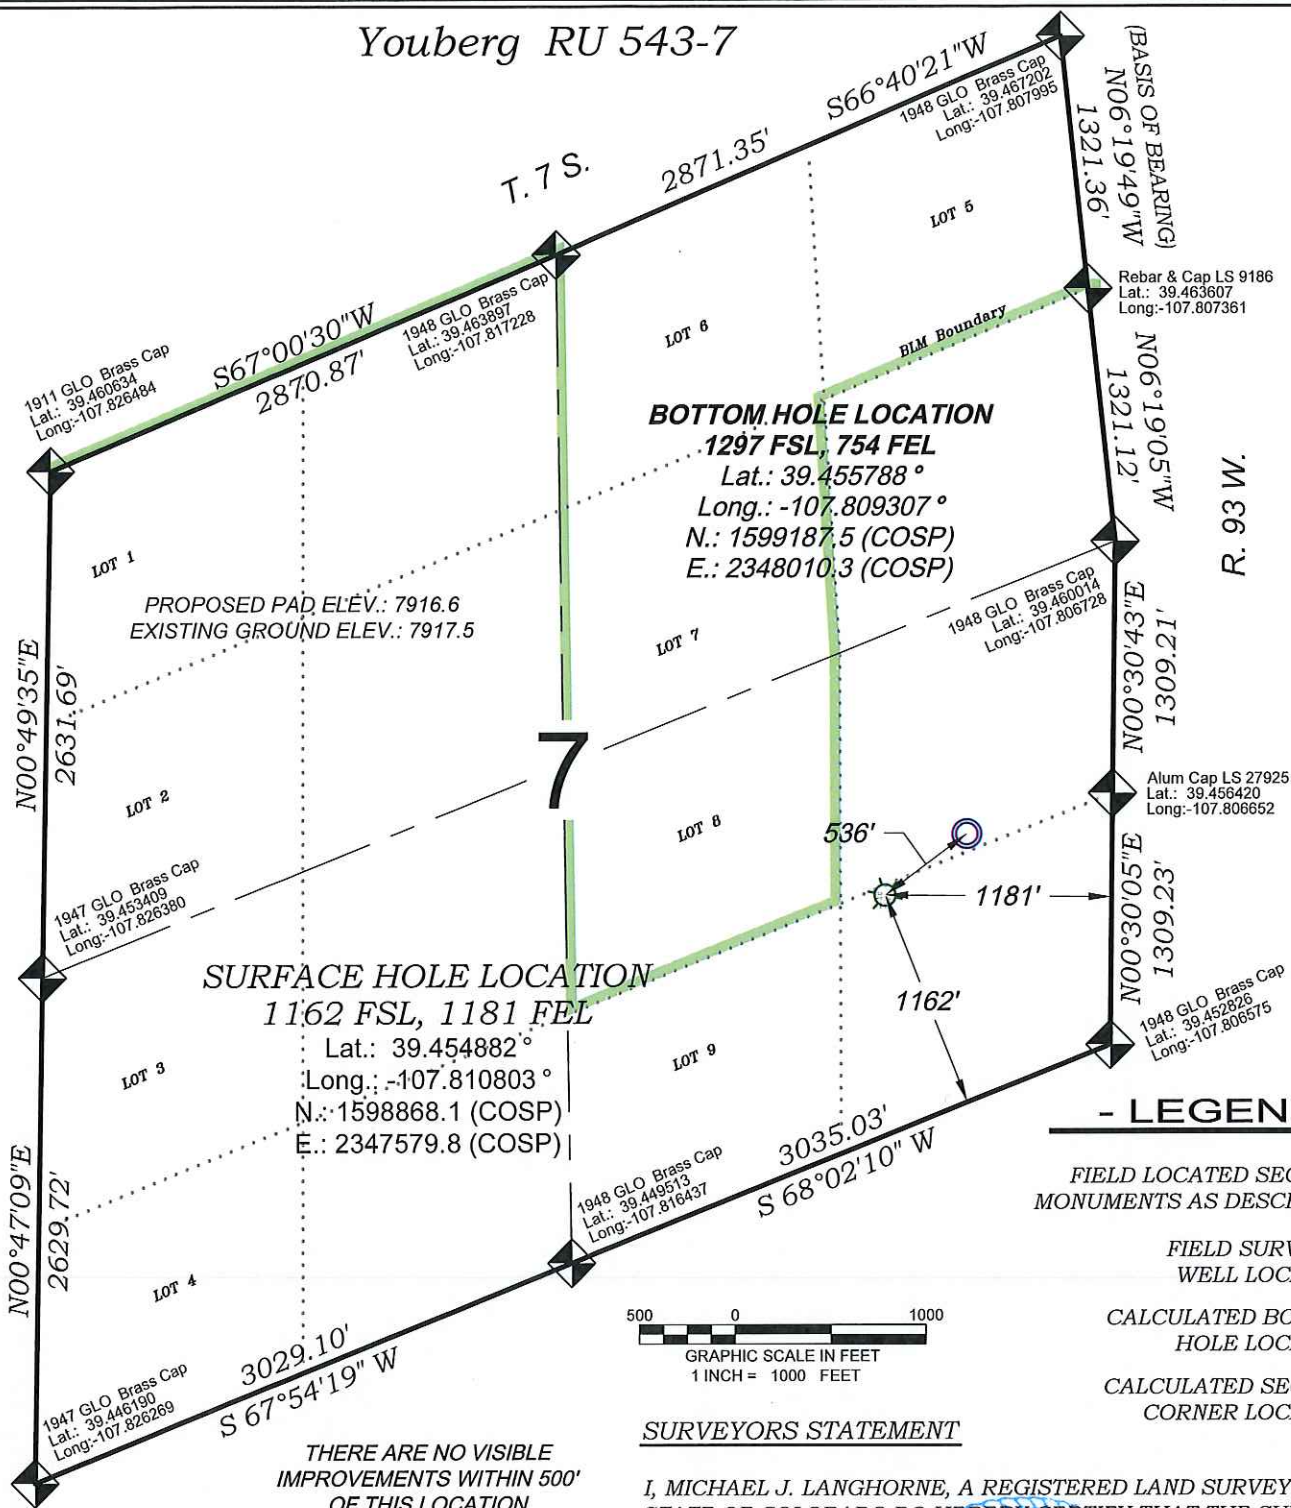 Youberg RU 543-7
S66°40'21"W
2871.35'
T. 7 S.
1948 GLO Brass Cap
Lat.: 39.467202
Long:-107.807995
(BASIS OF BEARING)
N06°19'49"W
1321.36'
LOT 5
Rebar & Cap LS 9186
Lat.: 39.463607
Long:-107.807361
1948 GLO Brass Cap
Lat.: 39.463897
Long:-107.817228
S67°00'30"W
2870.87'
1911 GLO Brass Cap
Lat.: 39.460634
Long:-107.826484
LOT 6
BLM Boundary
N06°19'05"W
1321.12'
R. 93 W.
BOTTOM HOLE LOCATION
1297 FSL, 754 FEL
Lat.: 39.455788°
Long.: -107.809307°
N.: 1599187.5 (COSP)
E.: 2348010.3 (COSP)
LOT 1
PROPOSED PAD ELEV.: 7916.6
EXISTING GROUND ELEV.: 7917.5
LOT 7
1948 GLO Brass Cap
Lat.: 39.460014
Long:-107.806728
N00°30'43"E
1309.21'
N00°49'35"E
2631.69'
7
LOT 2
LOT 8
Alum Cap LS 27925
Lat.: 39.456420
Long:-107.806652
536'
1181'
N00°30'05"E
1309.23'
1947 GLO Brass Cap
Lat.: 39.453409
Long:-107.826380
SURFACE HOLE LOCATION
1162 FSL, 1181 FEL
Lat.: 39.454882°
Long.: -107.810803°
N.: 1598868.1 (COSP)
E.: 2347579.8 (COSP)
1162'
LOT 9
LOT 3
1948 GLO Brass Cap
Lat.: 39.452826
Long:-107.806575
3035.03'
S 68°02'10" W
1948 GLO Brass Cap
Lat.: 39.449513
Long:-107.816437
N00°47'09"E
2629.72'
LOT 4
3029.10'
S 67°54'19" W
1947 GLO Brass Cap
Lat.: 39.446190
Long:-107.826269
- LEGEN
FIELD LOCATED SE
MONUMENTS AS DESC
FIELD SURV
WELL LOC
CALCULATED BO
HOLE LOC
CALCULATED SE
CORNER LOC
500 0 1000
GRAPHIC SCALE IN FEET
1 INCH = 1000 FEET
THERE ARE NO VISIBLE
IMPROVEMENTS WITHIN 500'
OF THIS LOCATION
SURVEYORS STATEMENT
I, MICHAEL J. LANGHORNE, A REGISTERED LAND SURVEY